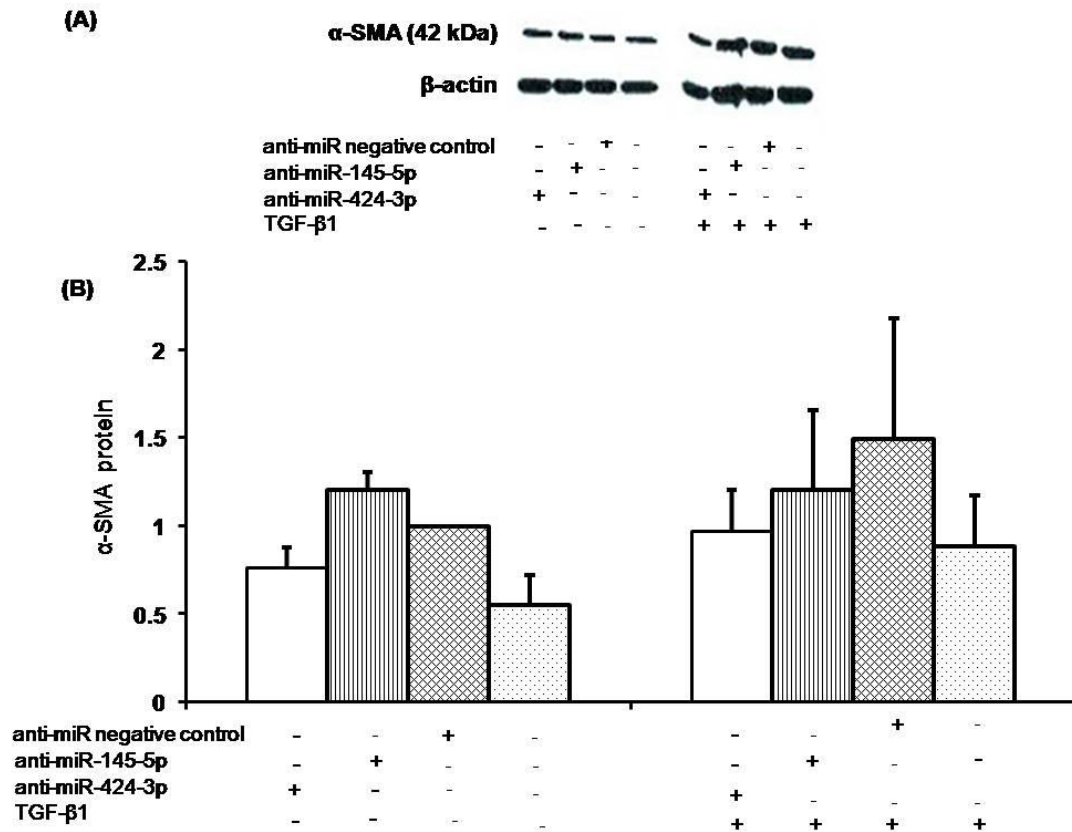 (A)
α-SMA (42 kDa)
β-actin
anti-miR negative control - - + - - - + -
anti-miR-145-5p - + - - - + - -
anti-miR-424-3p + - - - + - - -
TGF-β1 - - - - + + + +
(B)
α-SMA protein
2.5
2
1.5
1
0.5
0
anti-miR negative control - - + - - - + -
anti-miR-145-5p - + - - - + - -
anti-miR-424-3p + - - - + - - -
TGF-β1 - - - - + + + +